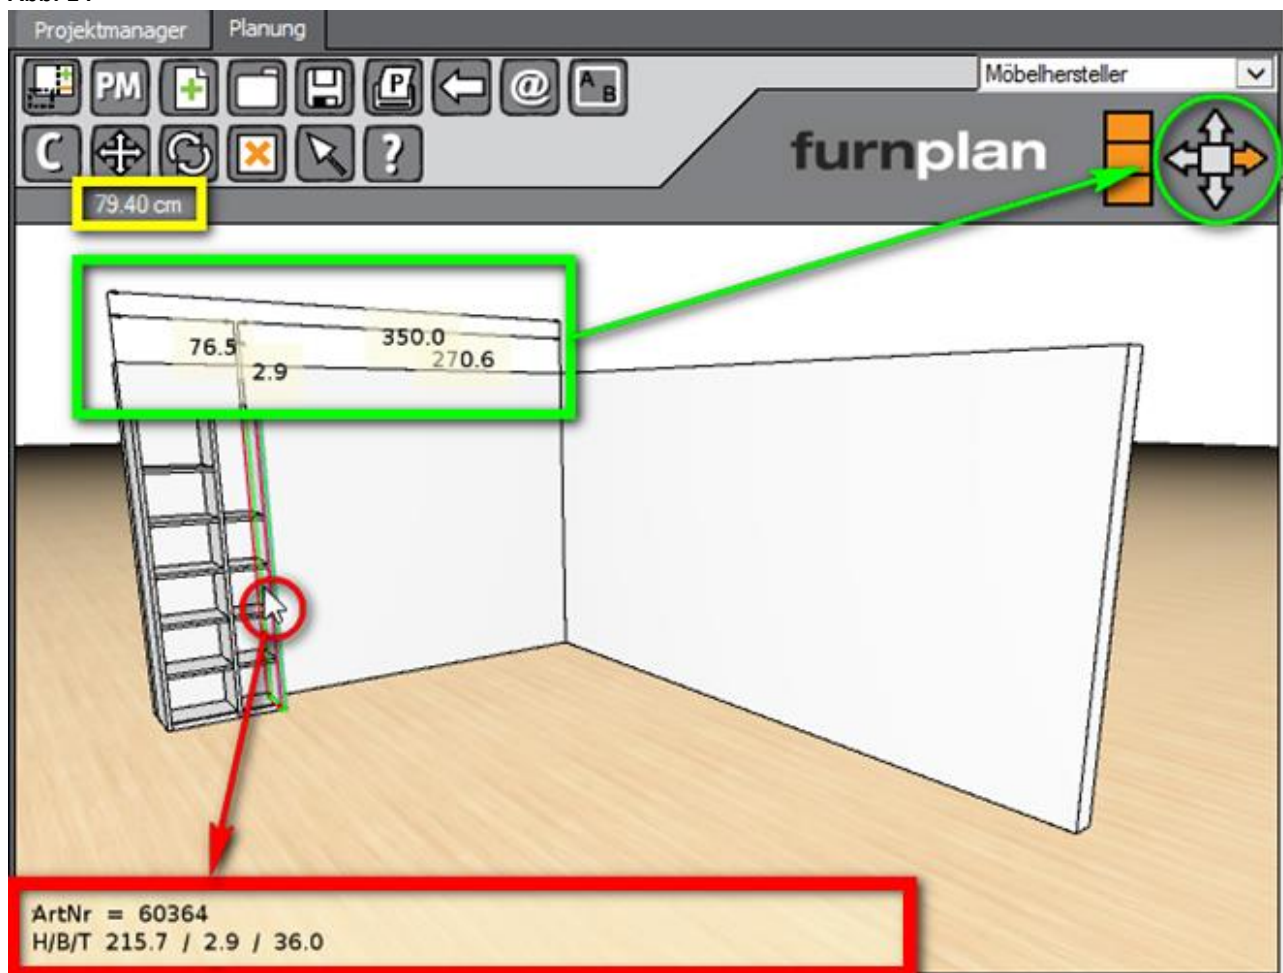 Projektmanager Planung
PM P @ A B
Möbelhersteller
C ?
furnplan
79.40 cm
76.5 350.0
2.9 270.6
ArtNr = 60364
H/B/T 215.7 / 2.9 / 36.0